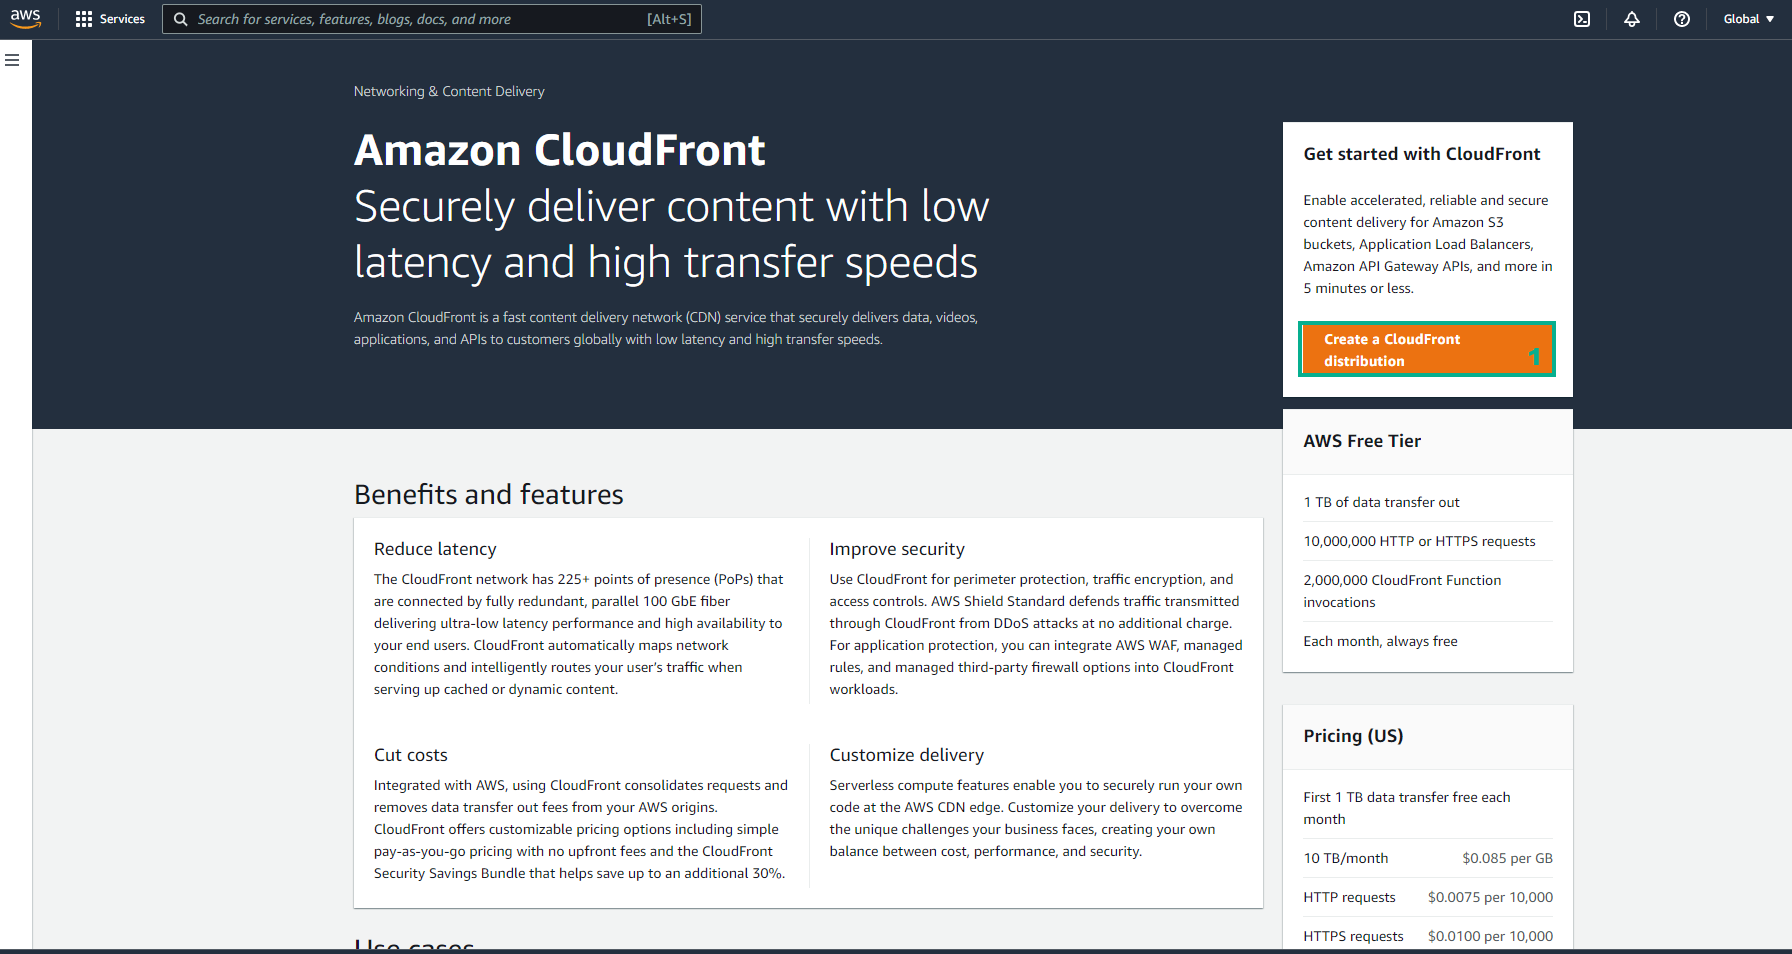 aws
Services
Search for services, features, blogs, docs, and more
[Alt+S]
Global
Networking & Content Delivery
Amazon CloudFront
Securely deliver content with low
latency and high transfer speeds
Amazon CloudFront is a fast content delivery network (CDN) service that securely delivers data, videos,
applications, and APIs to customers globally with low latency and high transfer speeds.
Get started with CloudFront
Enable accelerated, reliable and secure
content delivery for Amazon S3
buckets, Application Load Balancers,
Amazon API Gateway APIs, and more in
5 minutes or less.
Create a CloudFront
distribution
1
AWS Free Tier
1 TB of data transfer out
10,000,000 HTTP or HTTPS requests
2,000,000 CloudFront Function
invocations
Each month, always free
Benefits and features
Reduce latency
The CloudFront network has 225+ points of presence (PoPs) that
are connected by fully redundant, parallel 100 GbE fiber
delivering ultra-low latency performance and high availability to
your end users. CloudFront automatically maps network
conditions and intelligently routes your user's traffic when
serving up cached or dynamic content.
Improve security
Use CloudFront for perimeter protection, traffic encryption, and
access controls. AWS Shield Standard defends traffic transmitted
through CloudFront from DDoS attacks at no additional charge.
For application protection, you can integrate AWS WAF, managed
rules, and managed third-party firewall options into CloudFront
workloads.
Cut costs
Integrated with AWS, using CloudFront consolidates requests and
removes data transfer out fees from your AWS origins.
CloudFront offers customizable pricing options including simple
pay-as-you-go pricing with no upfront fees and the CloudFront
Security Savings Bundle that helps save up to an additional 30%.
Customize delivery
Serverless compute features enable you to securely run your own
code at the AWS CDN edge. Customize your delivery to overcome
the unique challenges your business faces, creating your own
balance between cost, performance, and security.
Pricing (US)
First 1 TB data transfer free each
month
10 TB/month $0.085 per GB
HTTP requests $0.0075 per 10,000
HTTPS requests $0.0100 per 10,000
Use cases